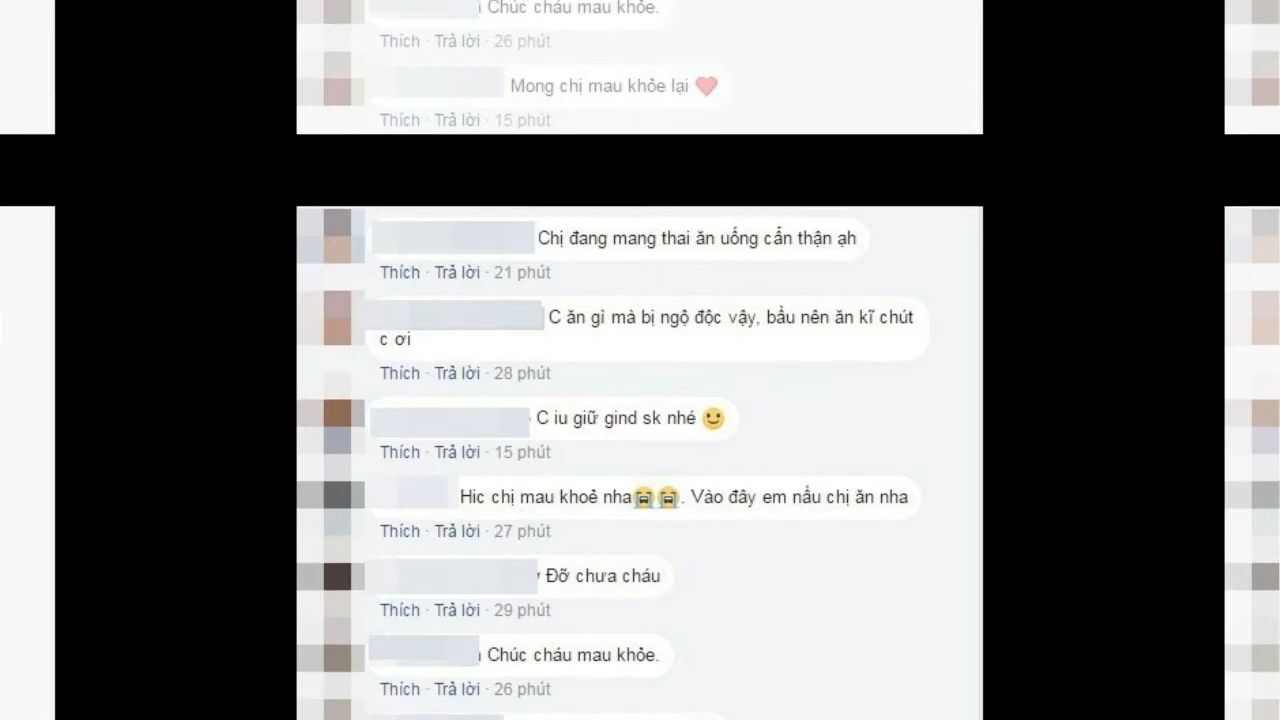 Chúc cháu mau khỏe.
Thích · Trả lời · 26 phút
Mong chị mau khỏe lại ❤️
Thích · Trả lời · 15 phút
Chị đang mang thai ăn uống cẩn thận ạh
Thích · Trả lời · 21 phút
C ăn gì mà bị ngộ độc vậy, bầu nên ăn kĩ chút
c ơi
Thích · Trả lời · 28 phút
C iu giữ gind sk nhé 🙂
Thích · Trả lời · 15 phút
Hic chị mau khoẻ nha😭😭. Vào đây em nấu chị ăn nha
Thích · Trả lời · 27 phút
Đỡ chưa cháu
Thích · Trả lời · 29 phút
Chúc cháu mau khỏe.
Thích · Trả lời · 26 phút